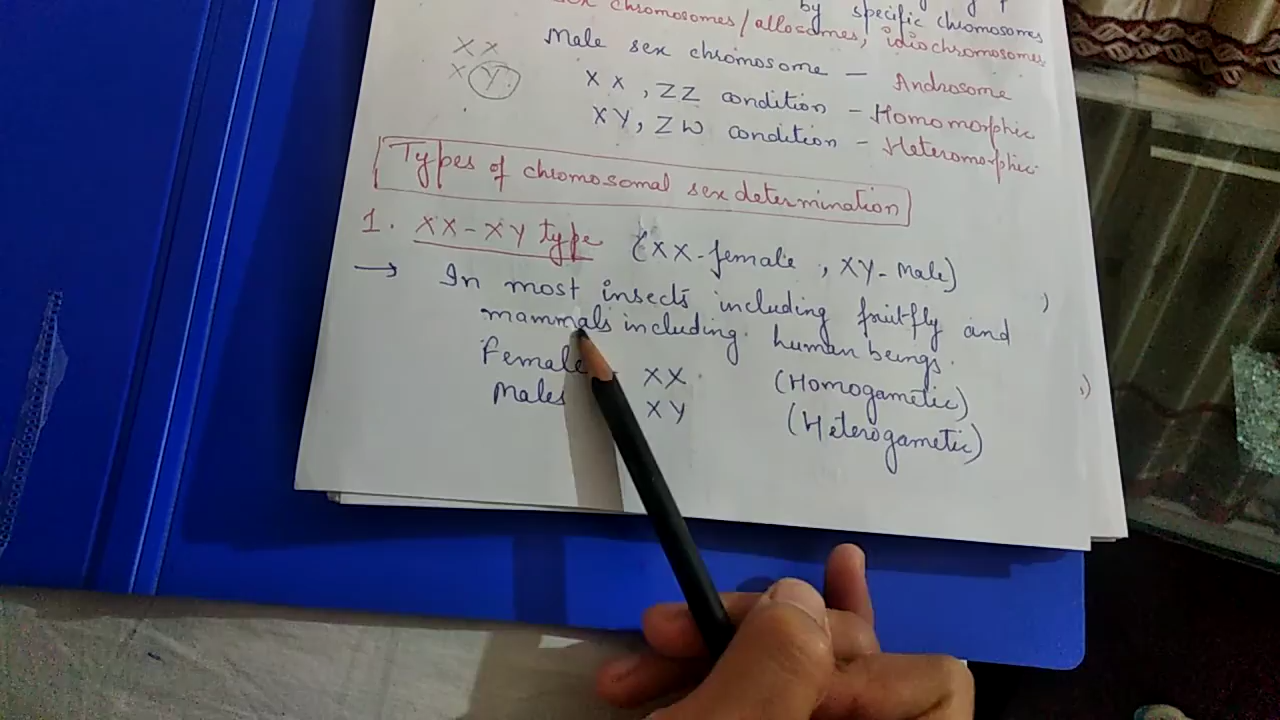 by specific chromosomes
sex chromosomes/allosomes, idiochromosomes
Male sex chromosome — Androsome
XX
XY
XX, ZZ condition - Homomorphic
XY, ZW condition - Heteromorphic.
Types of chromosomal sex determination
1. XX-XY type (XX-female, XY-Male)
→ In most insects including fruitfly and
mammals including human beings.
Female - XX (Homogametic)
Males XY (Heterogametic)